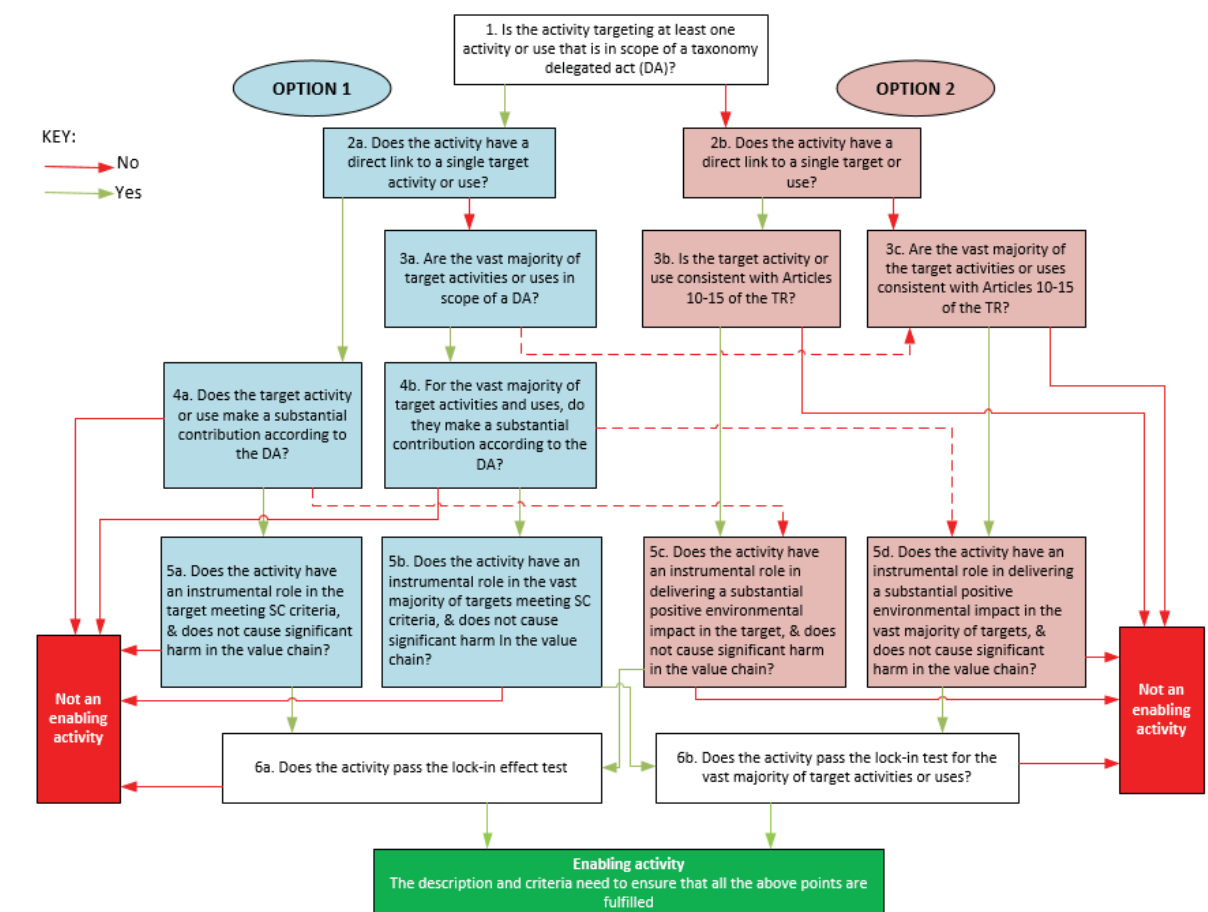 1. Is the activity targeting at least one
activity or use that is in scope of a taxonomy
delegated act (DA)?
OPTION 1
OPTION 2
KEY:
No
Yes
2a. Does the activity have a
direct link to a single target
activity or use?
2b. Does the activity have a
direct link to a single target or
use?
3a. Are the vast majority of
target activities or uses in
scope of a DA?
3b. Is the target activity or
use consistent with Articles
10-15 of the TR?
3c. Are the vast majority of
the target activities or uses
consistent with Articles 10-15
of the TR?
4a. Does the target activity
or use make a substantial
contribution according to
the DA?
4b. For the vast majority of
target activities and uses, do
they make a substantial
contribution according to the
DA?
5a. Does the activity have
an instrumental role in the
target meeting SC criteria,
& does not cause significant
harm in the value chain?
5b. Does the activity have an
instrumental role in the vast
majority of targets meeting SC
criteria, & does not cause
significant harm In the value
chain?
5c. Does the activity have
an instrumental role in
delivering a substantial
positive environmental
impact in the target, & does
not cause significant harm
in the value chain?
5d. Does the activity have an
instrumental role in delivering
a substantial positive
environmental impact in the
vast majority of targets, &
does not cause significant
harm in the value chain?
Not an
enabling
activity
Not an
enabling
activity
6a. Does the activity pass the lock-in effect test
6b. Does the activity pass the lock-in test for the
vast majority of target activities or uses?
Enabling activity
The description and criteria need to ensure that all the above points are
fulfilled